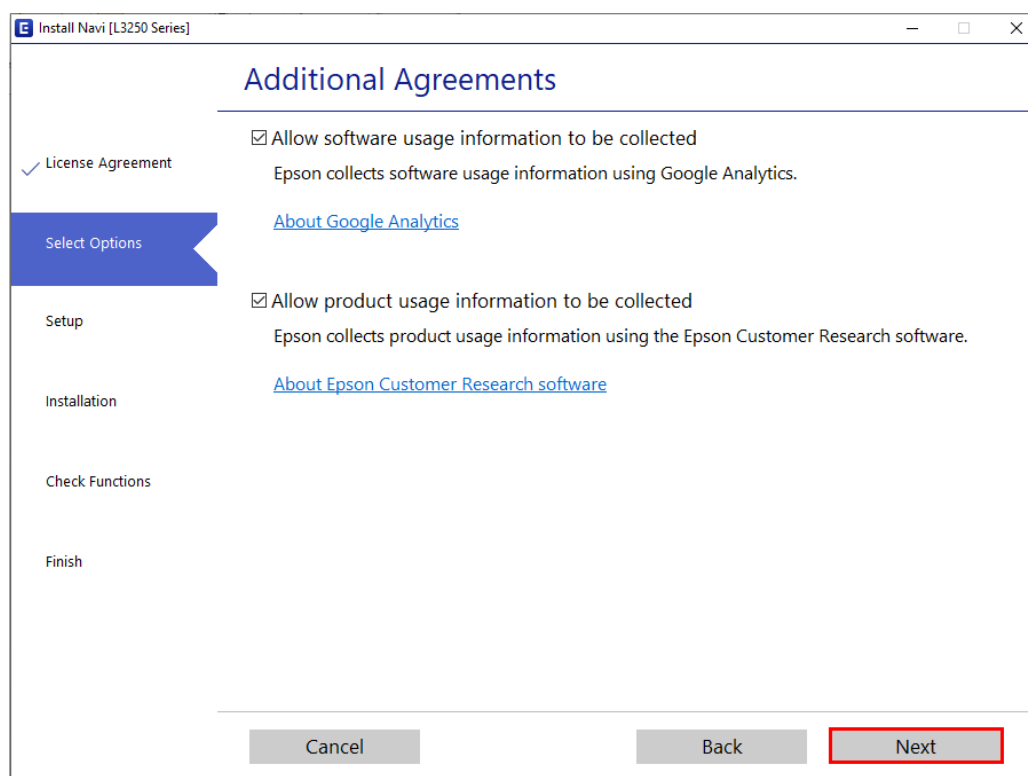 Install Navi [L3250 Series]
Additional Agreements
License Agreement
Select Options
Setup
Installation
Check Functions
Finish
Allow software usage information to be collected
Epson collects software usage information using Google Analytics.
About Google Analytics
Allow product usage information to be collected
Epson collects product usage information using the Epson Customer Research software.
About Epson Customer Research software
Cancel
Back
Next